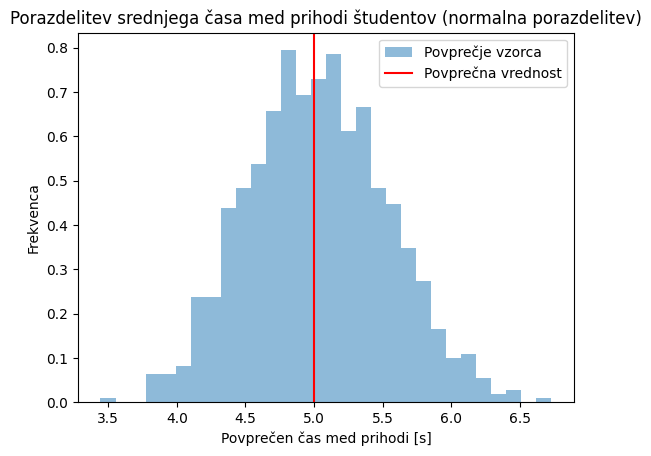 Porazdelitev srednjega časa med prihodi študentov (normalna porazdelitev)
Povprečje vzorca
Povprečna vrednost
Frekvenca
0.8
0.7
0.6
0.5
0.4
0.3
0.2
0.1
0.0
3.5 4.0 4.5 5.0 5.5 6.0 6.5
Povprečen čas med prihodi [s]